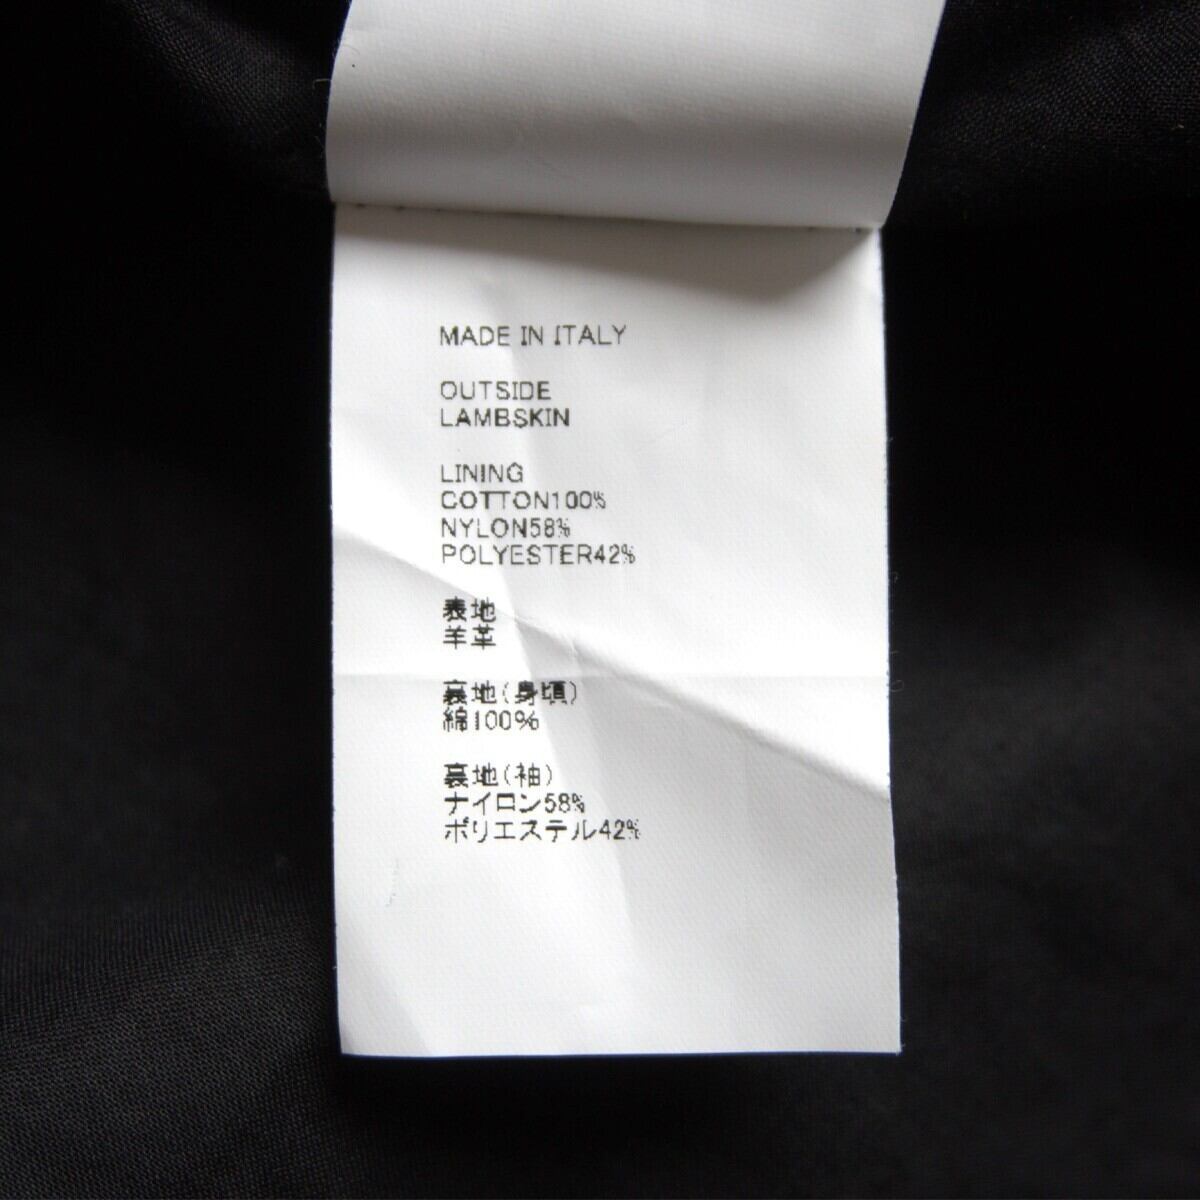 MADE IN ITALY
OUTSIDE
LAMBSKIN
LINING
COTTON100%
NYLON58%
POLYESTER42%
表地
羊革
裏地(身頃)
綿100%
裏地(袖)
ナイロン58%
ポリエステル42%